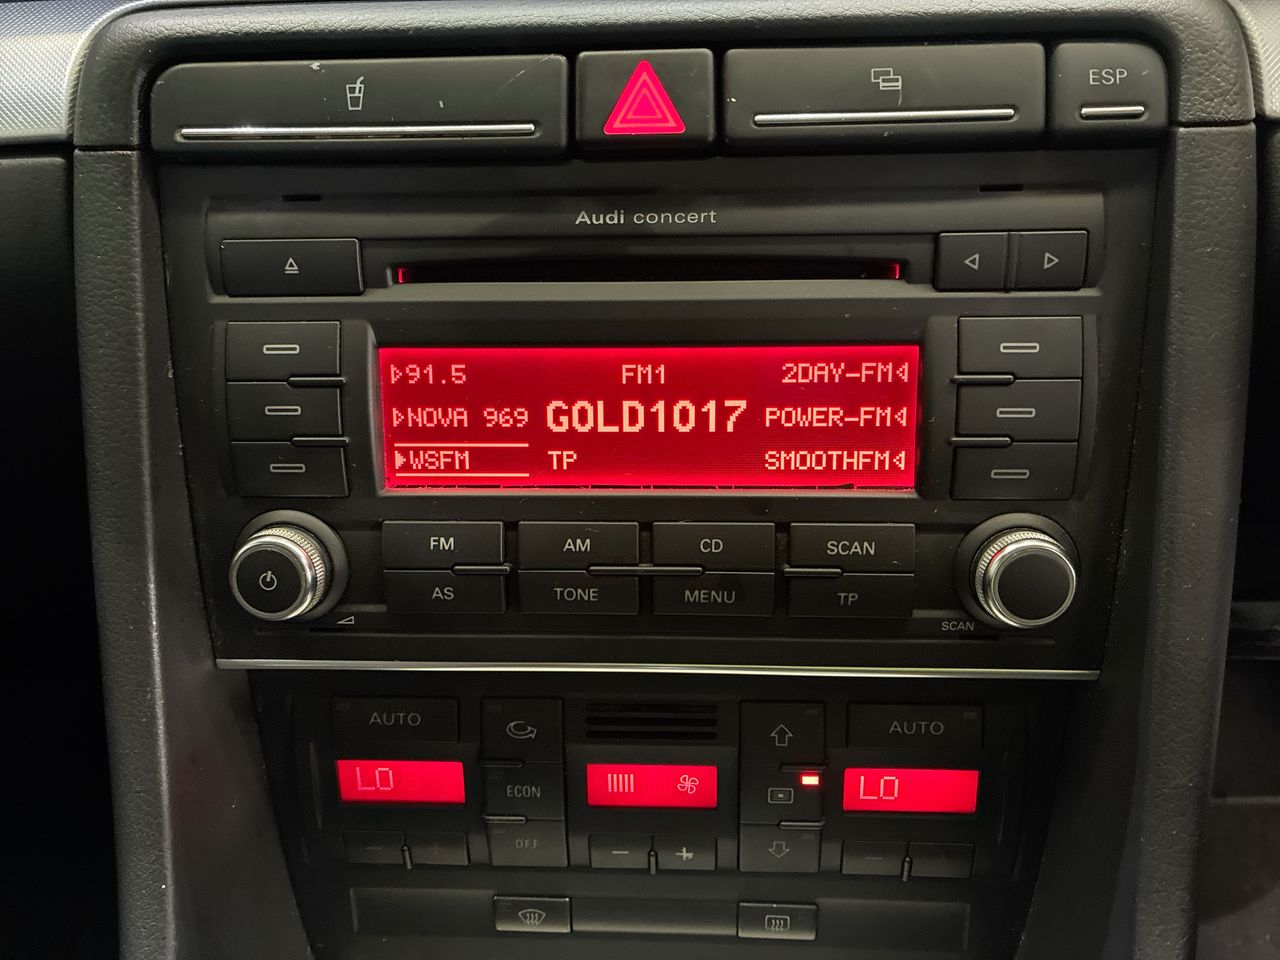 ESP
Audi concert
91.5 FM1 2DAY-FM
NOVA 969 GOLD1017 POWER-FM
WSFM TP SMOOTHFM
FM AM CD SCAN
AS TONE MENU TP
SCAN
AUTO AUTO
LO LO
ECON
OFF